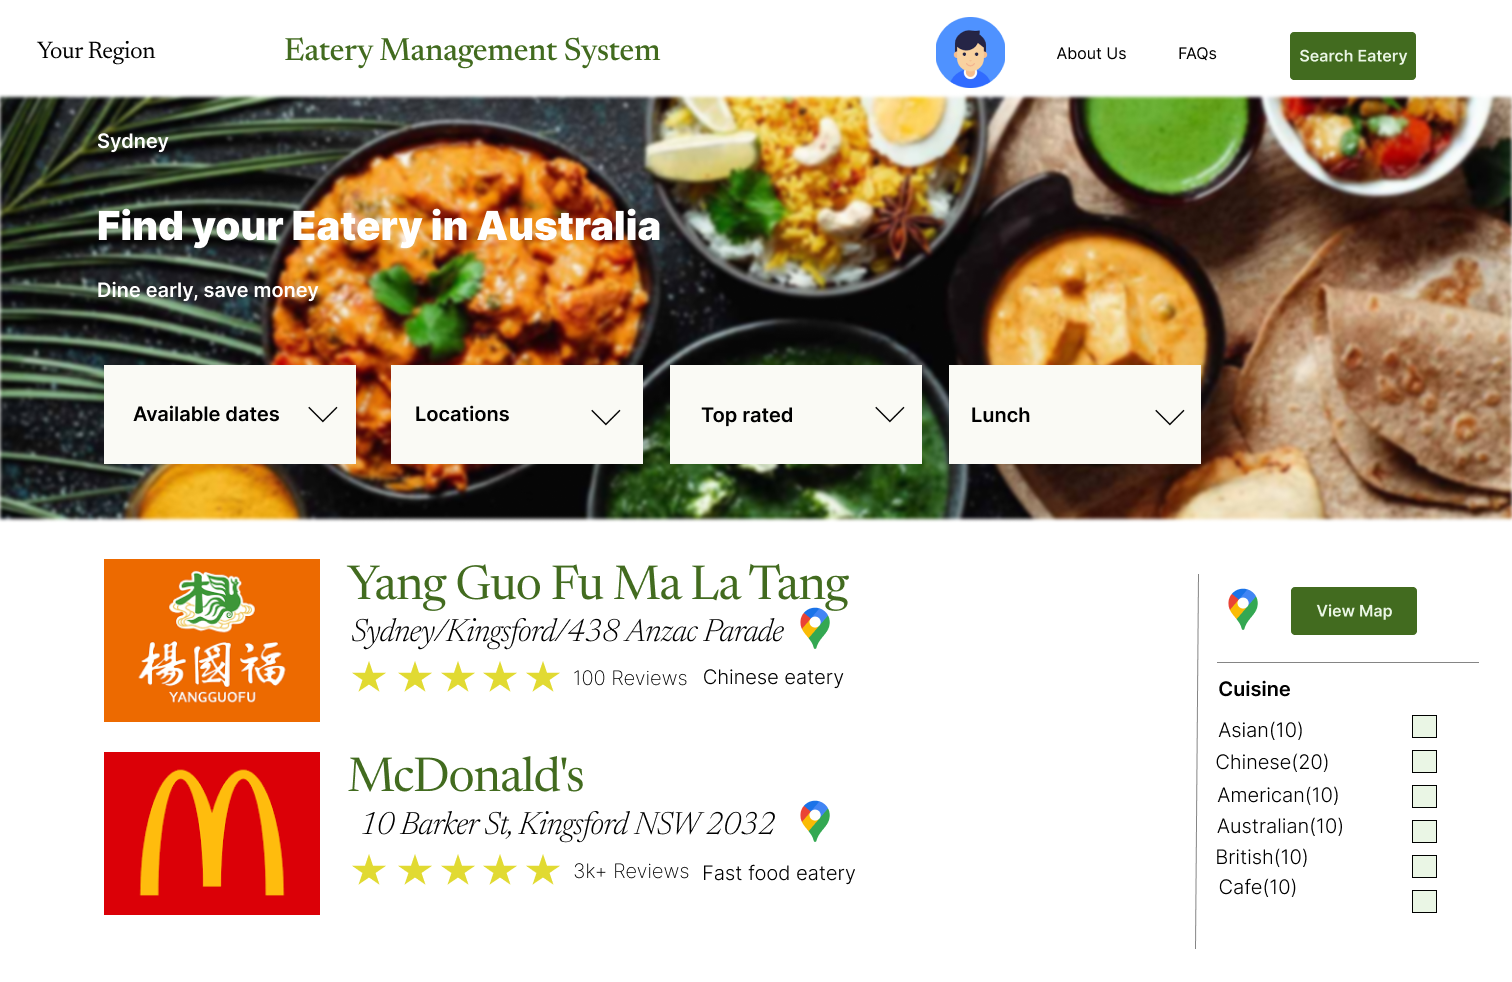 Your Region
Eatery Management System
About Us
FAQs
Search Eatery
Sydney
Find your Eatery in Australia
Dine early, save money
Available dates
Locations
Top rated
Lunch
楊國福
YANGGUOFU
Yang Guo Fu Ma La Tang
Sydney/Kingsford/438 Anzac Parade
100 Reviews
Chinese eatery
McDonald's
10 Barker St, Kingsford NSW 2032
3k+ Reviews
Fast food eatery
View Map
Cuisine
Asian(10)
Chinese(20)
American(10)
Australian(10)
British(10)
Cafe(10)